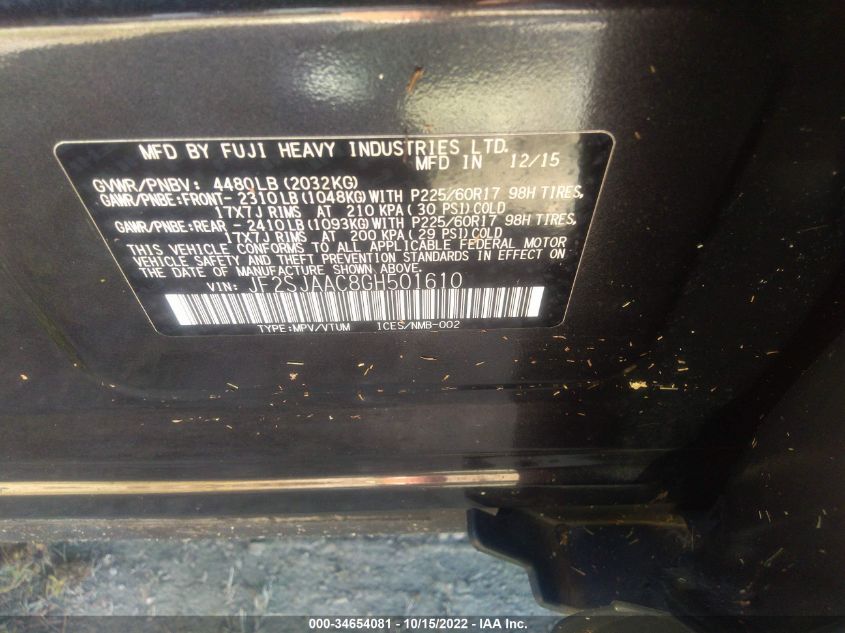 MFD BY FUJI HEAVY INDUSTRIES LTD.
MFD IN 12/15
GVWR/PNBV: 4480LB (2032KG)
GAWR/PNBE:FRONT- 2310LB (1048KG) WITH P225/60R17 98H TIRES,
17X7J RIMS AT 210 KPA (30 PSI) COLD
GAWR/PNBE:REAR - 2410LB (1093KG) WITH P225/60R17 98H TIRES,
17X7J RIMS AT 200 KPA (29 PSI) COLD
THIS VEHICLE CONFORMS TO ALL APPLICABLE FEDERAL MOTOR
VEHICLE SAFETY AND THEFT PREVENTION STANDARDS IN EFFECT ON
THE DATE OF MANUFACTURE SHOWN ABOVE.
VIN: JF2SJAAC8GH501610
TYPE:MPV/VTUM ICES/NMB-002
000-34654081 - 10/15/2022 - IAA Inc.